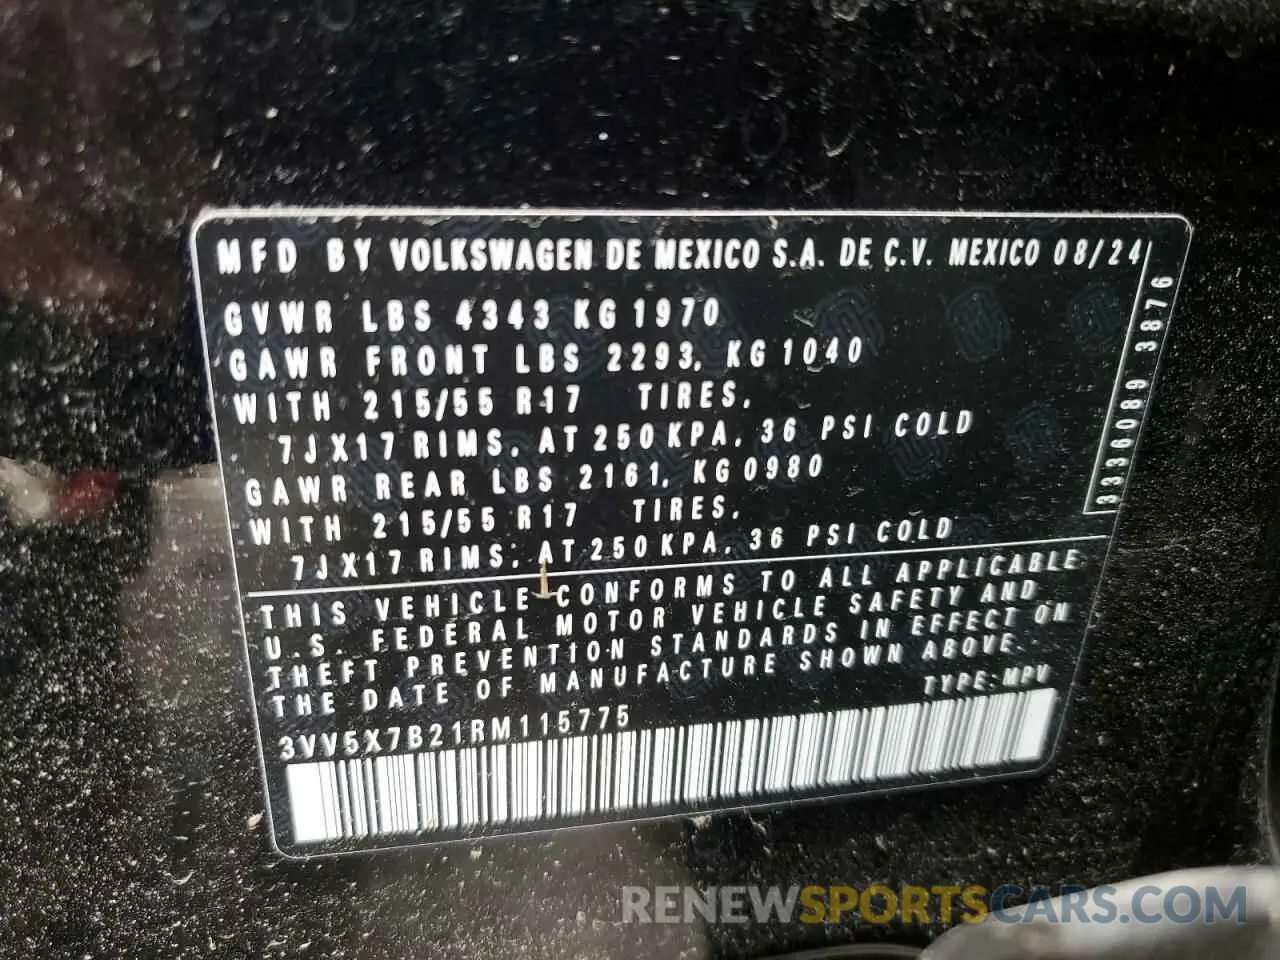 MFD BY VOLKSWAGEN DE MEXICO S.A. DE C.V. MEXICO 08/24
GVWR LBS 4343 KG 1970
GAWR FRONT LBS 2293, KG 1040
WITH 215/55 R17 TIRES,
7JX17 RIMS, AT 250 KPA, 36 PSI COLD
GAWR REAR LBS 2161, KG 0980
WITH 215/55 R17 TIRES,
7JX17 RIMS, AT 250 KPA, 36 PSI COLD
3336089 3876
THIS VEHICLE CONFORMS TO ALL APPLICABLE
U.S. FEDERAL MOTOR VEHICLE SAFETY AND
THEFT PREVENTION STANDARDS IN EFFECT ON
THE DATE OF MANUFACTURE SHOWN ABOVE.
TYPE: MPV
3VV5X7B21RM115775
RENEWSPORTSCARS.COM